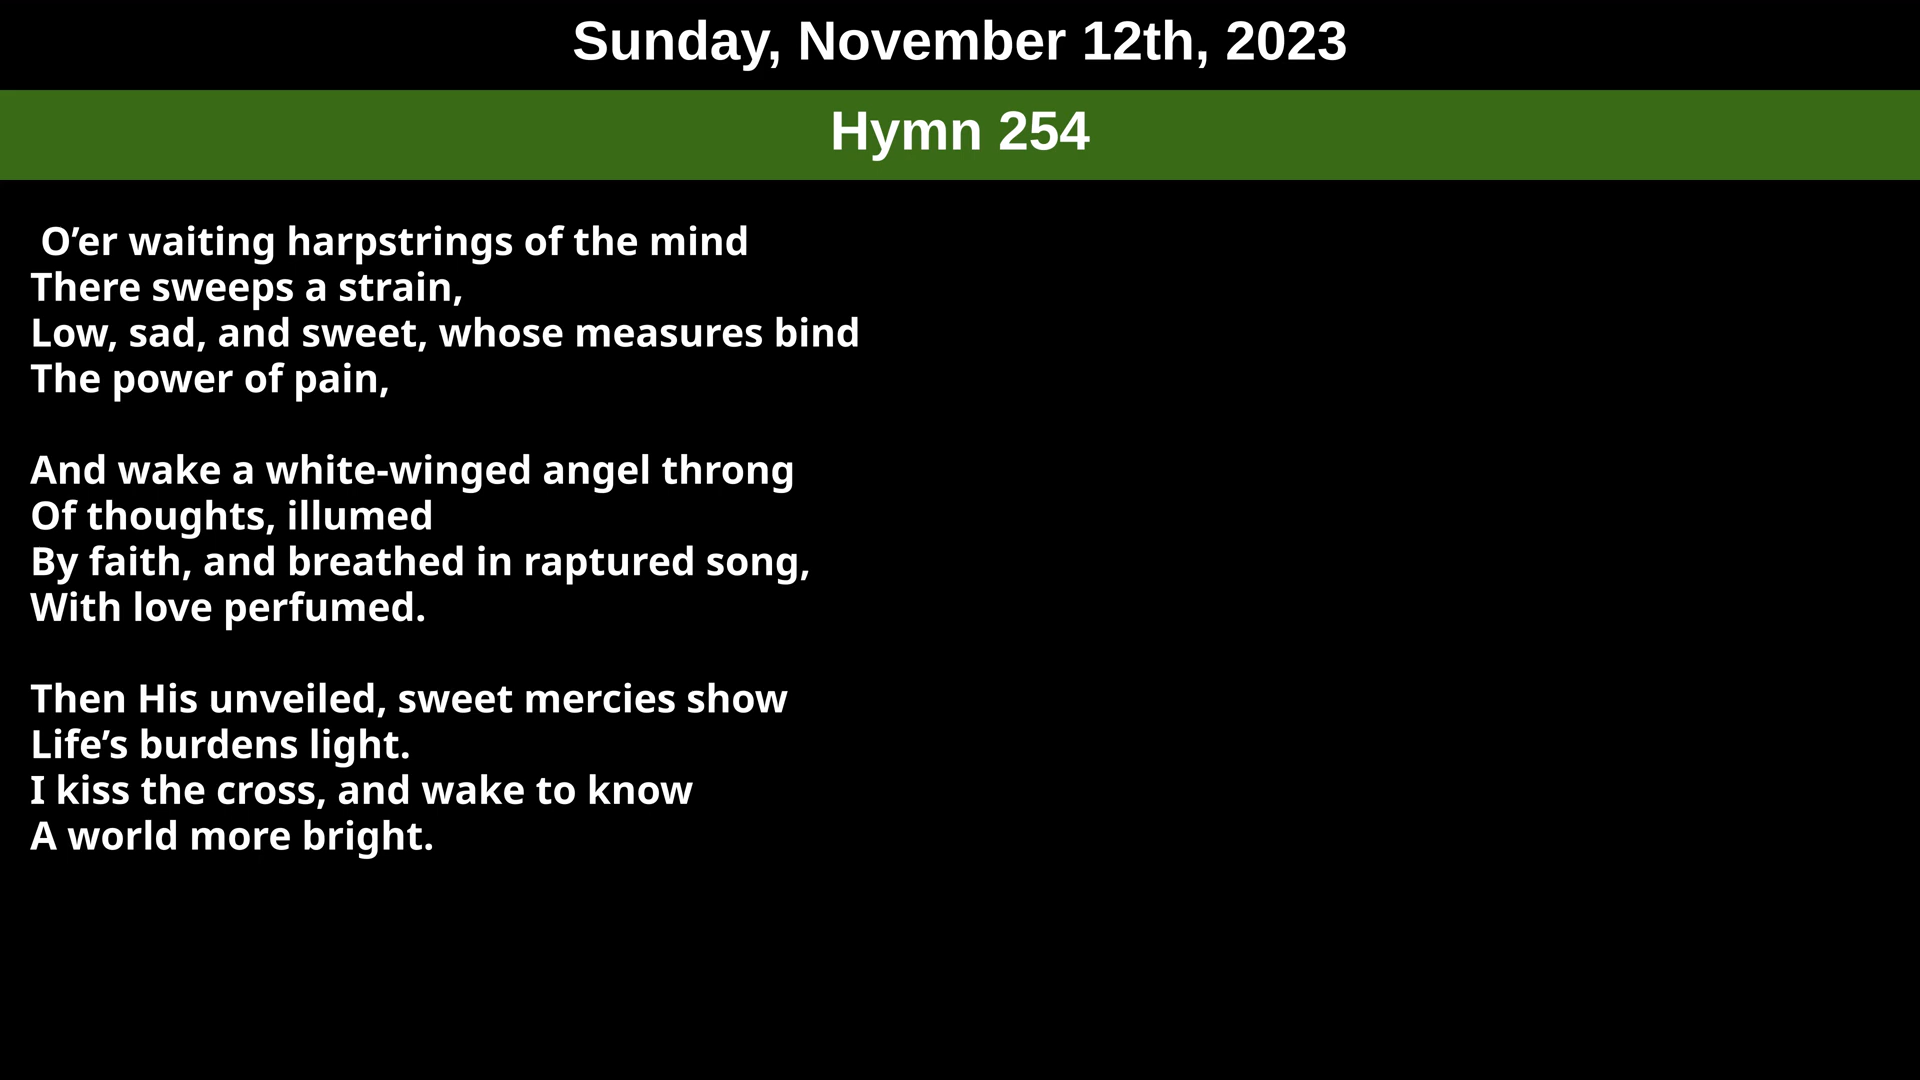 Sunday, November 12th, 2023
Hymn 254
O’er waiting harpstrings of the mind
There sweeps a strain,
Low, sad, and sweet, whose measures bind
The power of pain,
And wake a white-winged angel throng
Of thoughts, illumed
By faith, and breathed in raptured song,
With love perfumed.
Then His unveiled, sweet mercies show
Life’s burdens light.
I kiss the cross, and wake to know
A world more bright.